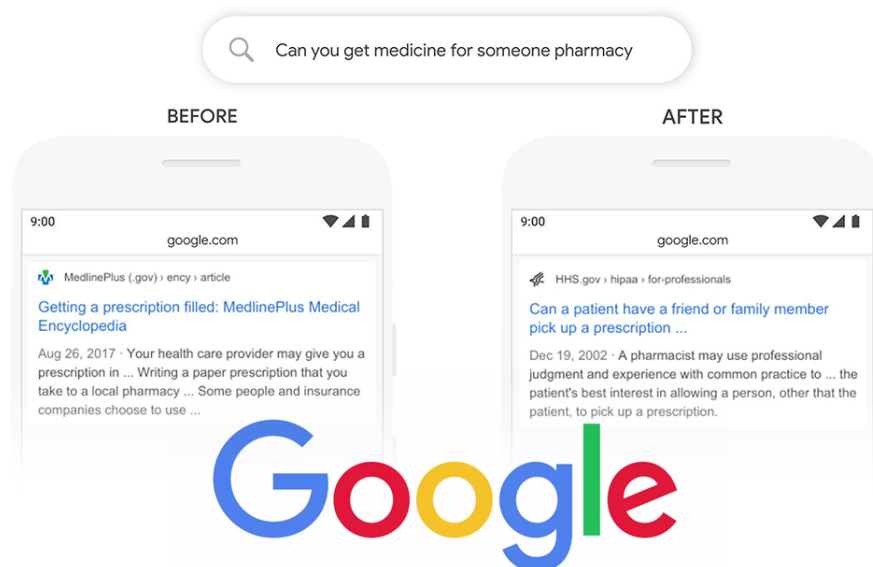 Can you get medicine for someone pharmacy
BEFORE
9:00
google.com
MedlinePlus (.gov) › ency › article
Getting a prescription filled: MedlinePlus Medical
Encyclopedia
Aug 26, 2017 · Your health care provider may give you a
prescription in ... Writing a paper prescription that you
take to a local pharmacy ... Some people and insurance
companies choose to use ...
AFTER
9:00
google.com
HHS.gov › hipaa › for-professionals
Can a patient have a friend or family member
pick up a prescription ...
Dec 19, 2002 · A pharmacist may use professional
judgment and experience with common practice to ... the
patient's best interest in allowing a person, other that the
patient, to pick up a prescription.
Google